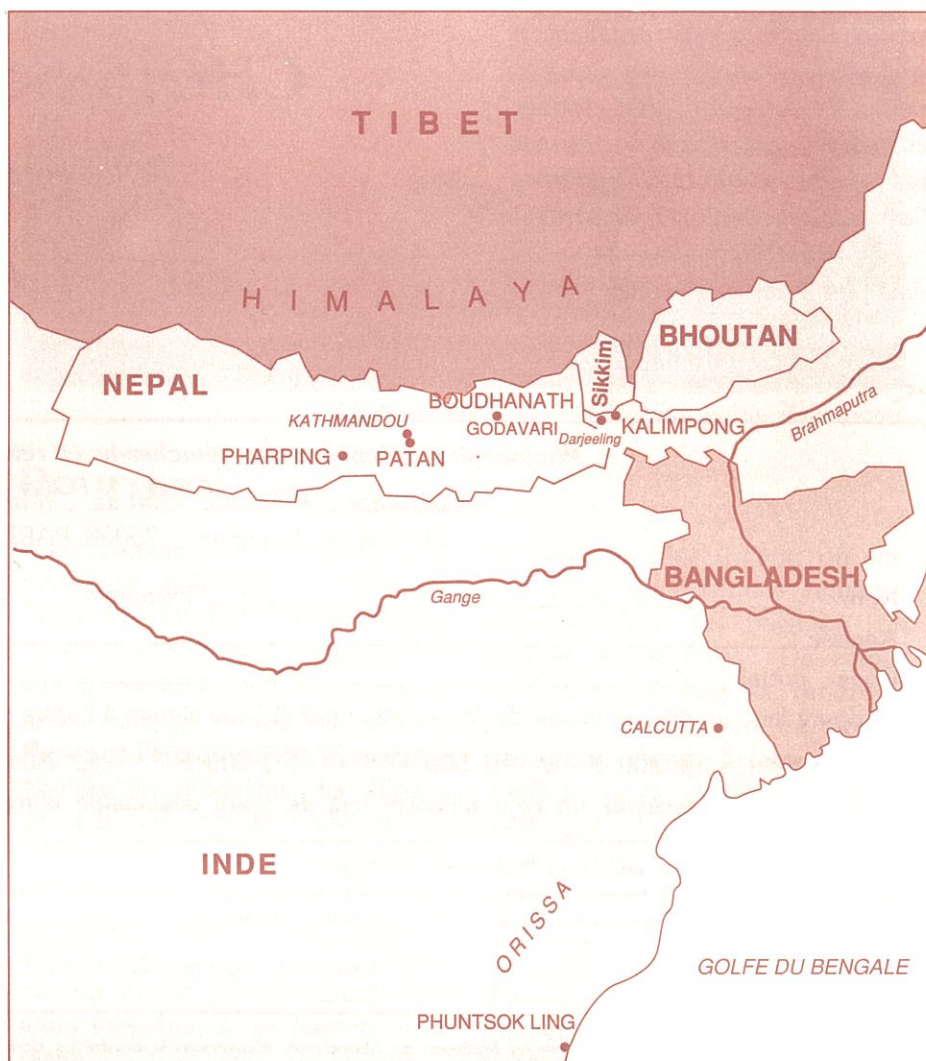 TIBET
HIMALAYA
BHOUTAN
Sikkim
NEPAL
BOUDHANATH
KATHMANDOU
GODAVARI
KALIMPONG
Darjeeling
Brahmaputra
PHARPING
PATAN
BANGLADESH
Gange
CALCUTTA
INDE
ORISSA
GOLFE DU BENGALE
PHUNTSOK LING